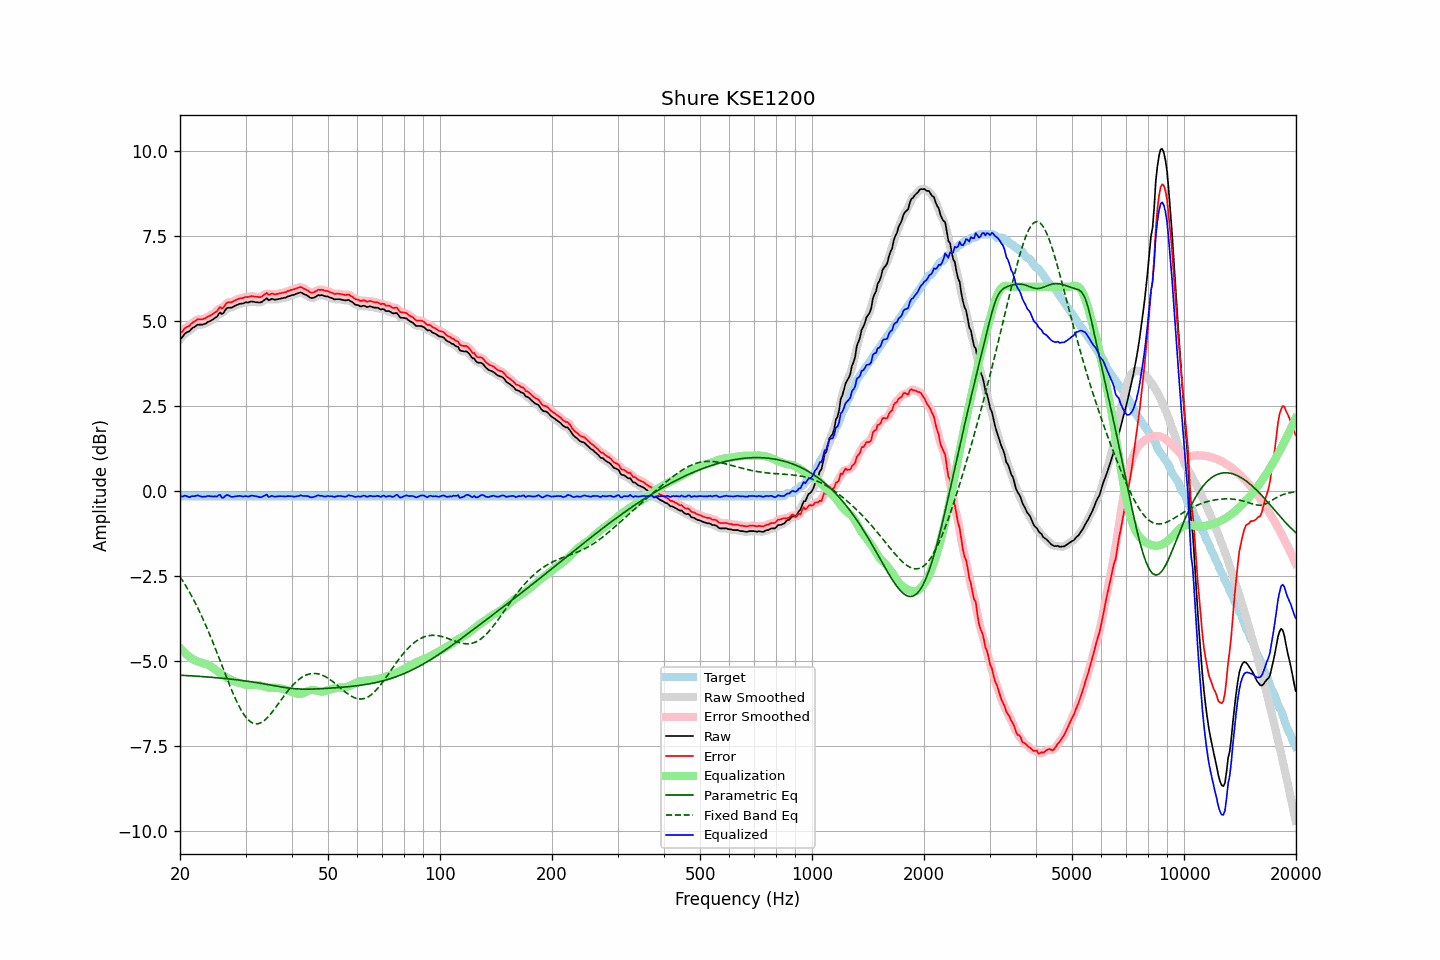 Shure KSE1200
10.0
7.5
5.0
2.5
0.0
−2.5
−5.0
−7.5
−10.0
Amplitude (dBr)
Target
Raw Smoothed
Error Smoothed
Raw
Error
Equalization
Parametric Eq
Fixed Band Eq
Equalized
20 50 100 200 500 1000 2000 5000 10000 20000
Frequency (Hz)